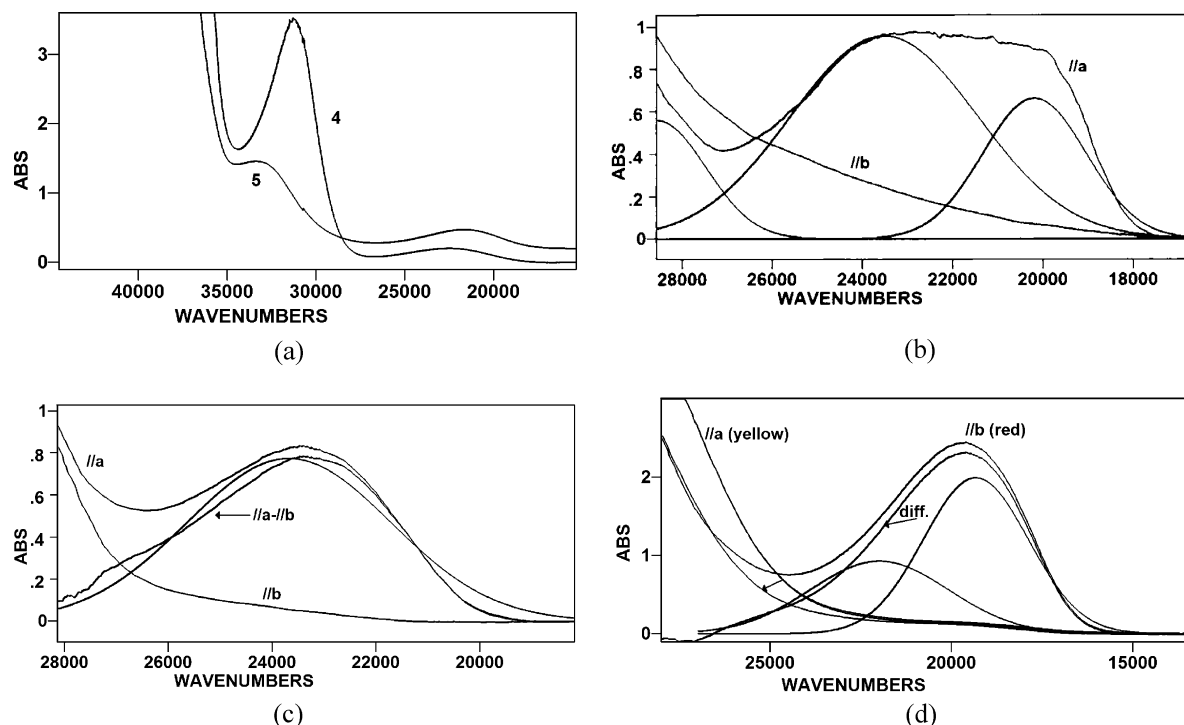 ABS
3
2
1
0
4
5
40000 35000 30000 25000 20000
WAVENUMBERS
(a)
ABS
1
.8
.6
.4
.2
0
//a
//b
28000 26000 24000 22000 20000 18000
WAVENUMBERS
(b)
ABS
1
.8
.6
.4
.2
0
//a
//a-//b
//b
28000 26000 24000 22000 20000
WAVENUMBERS
(c)
ABS
2
1
0
//a (yellow)
//b (red)
diff.
25000 20000 15000
WAVENUMBERS
(d)